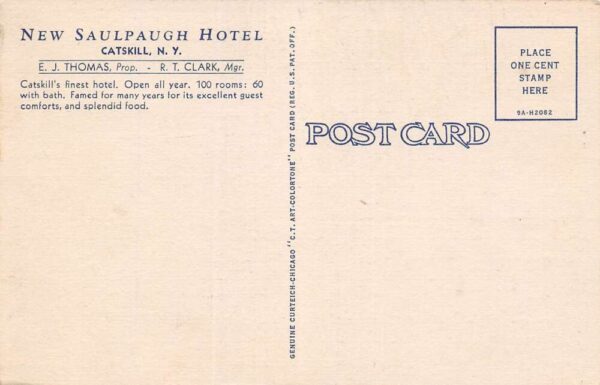 NEW SAULPAUGH HOTEL
CATSKILL, N. Y.
E. J. THOMAS, Prop. - R. T. CLARK, Mgr.
Catskill's finest hotel. Open all year. 100 rooms: 60
with bath. Famed for many years for its excellent guest
comforts, and splendid food.
GENUINE CURTEICH-CHICAGO "C.T. ART-COLORTONE" POST CARD (REG. U.S. PAT. OFF.)
POST CARD
PLACE
ONE CENT
STAMP
HERE
9A-H2082